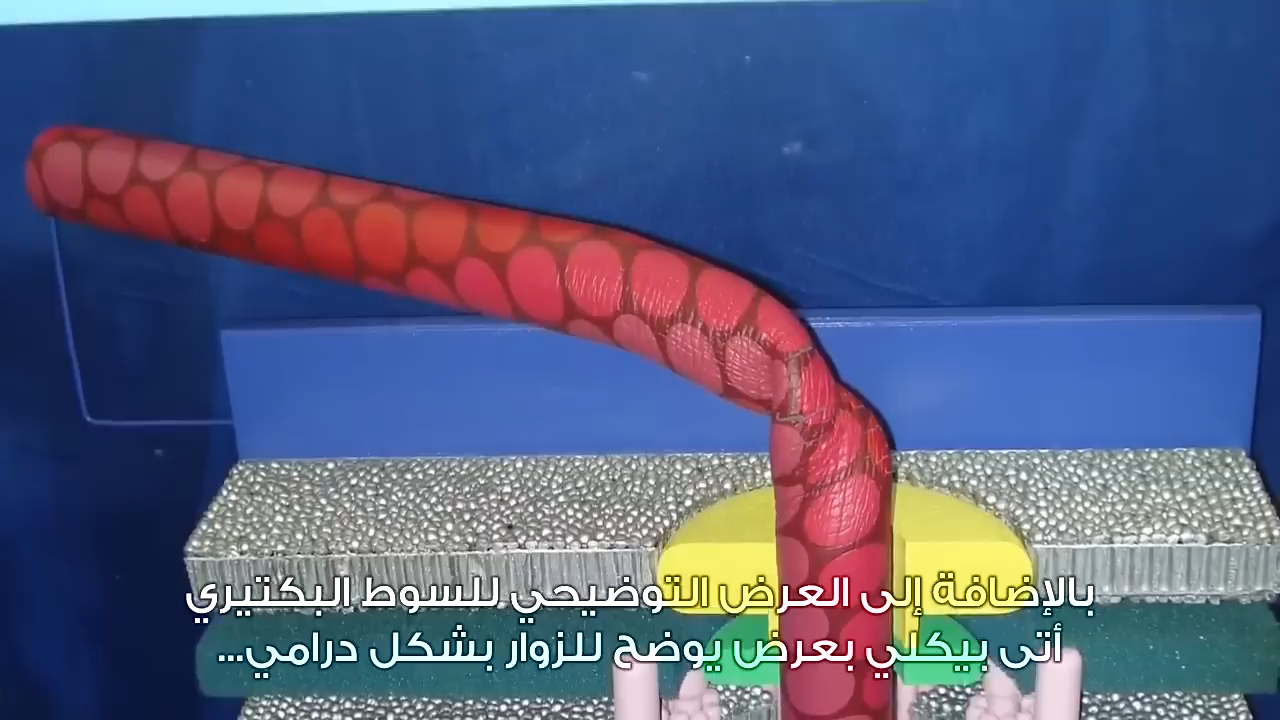 بالإضافة إلى العرض التوضيحي للسوط البكتيري
أتى بيكلي بعرض يوضح للزوار بشكل درامي...